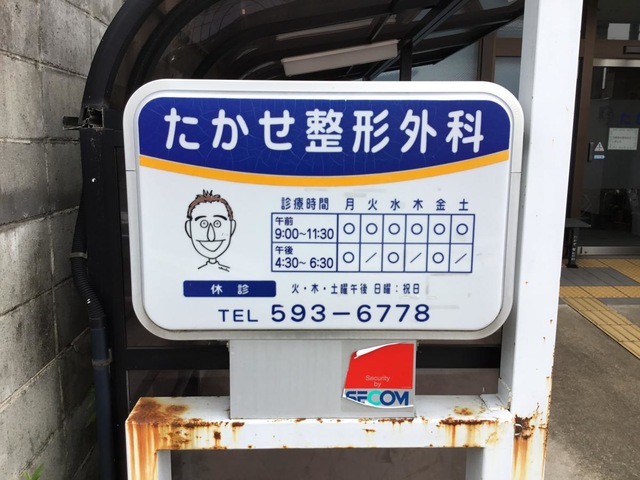 たかせ整形外科
診療時間 月 火 水 木 金 土
午前 9:00～11:30 ○ ○ ○ ○ ○ ○
午後 4:30～6:30 ○ ／ ○ ／ ○ ／
休診 火・木・土曜午後 日曜：祝日
TEL 593-6778
Security
by
SECOM